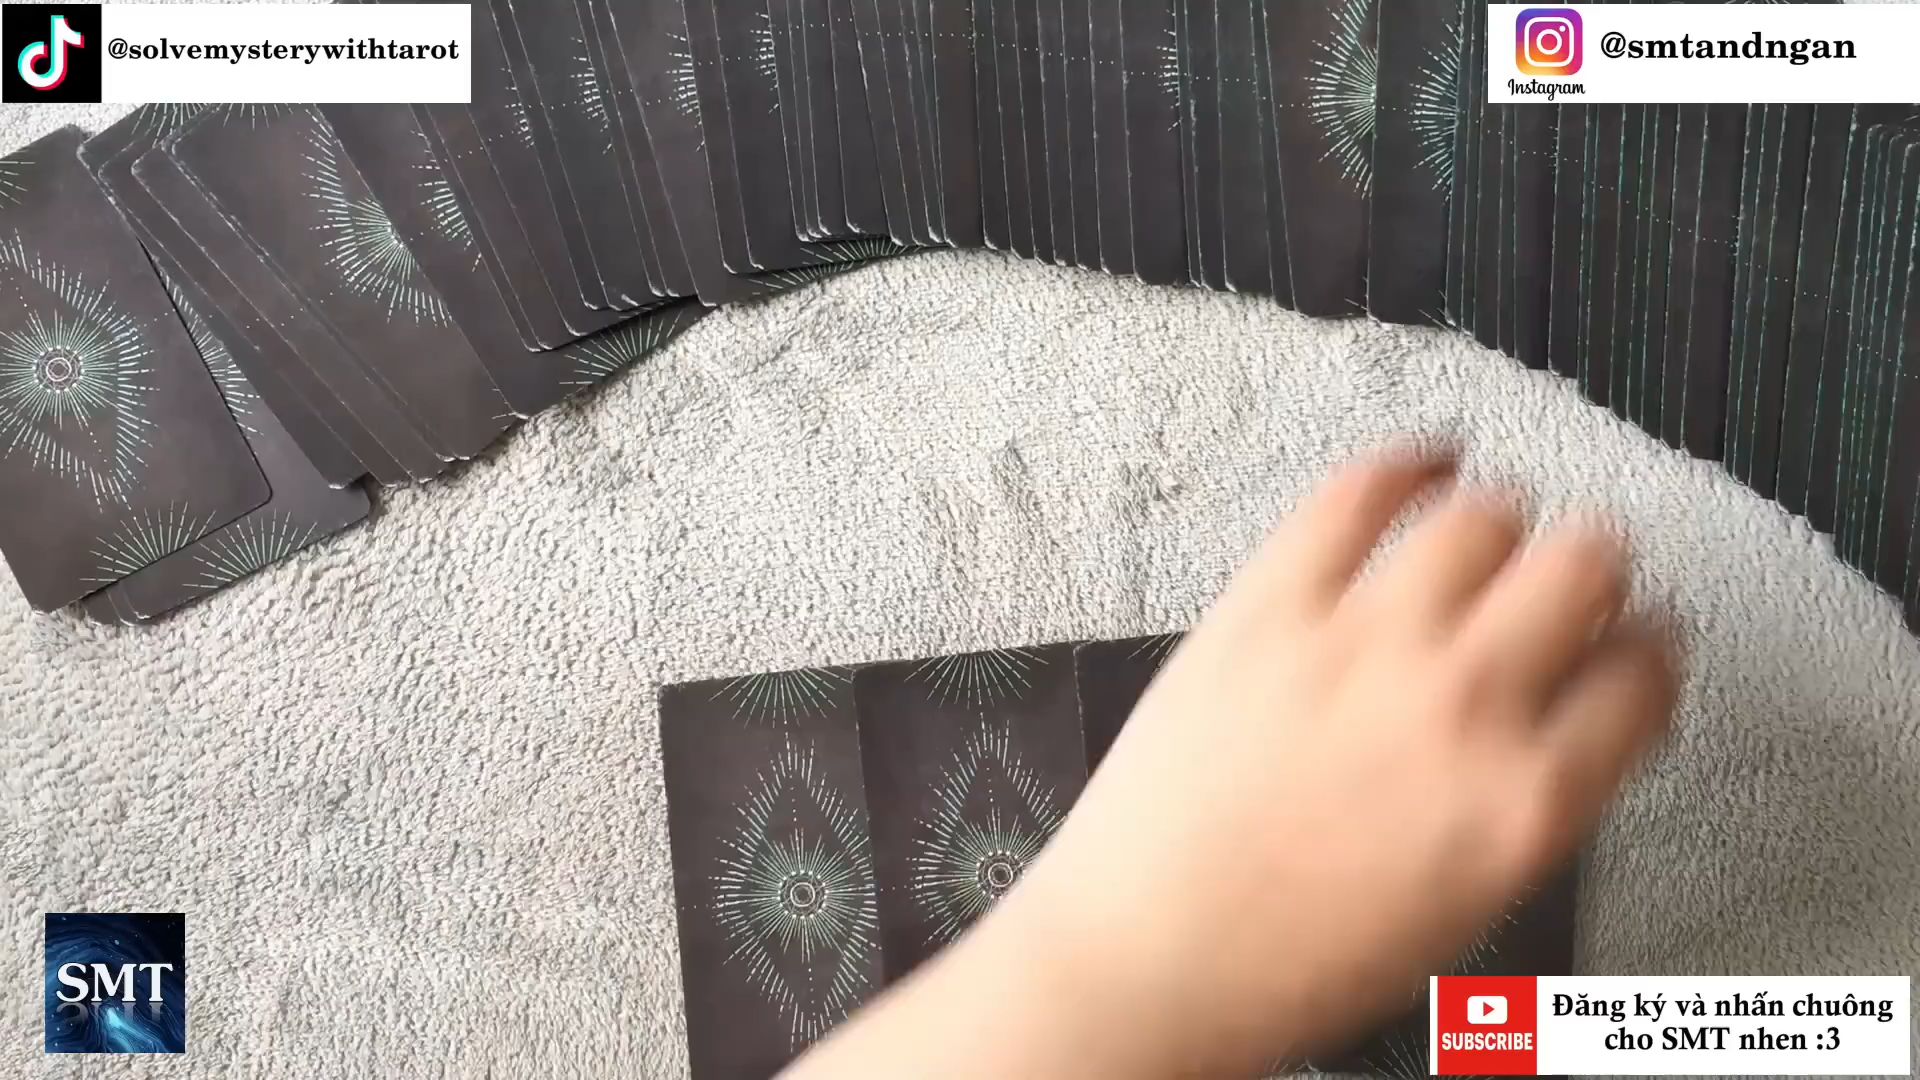 @solvemysterywithtarot
@smtandngan
Instagram
SMT
SUBSCRIBE
Đăng ký và nhấn chuông
cho SMT nhen :3